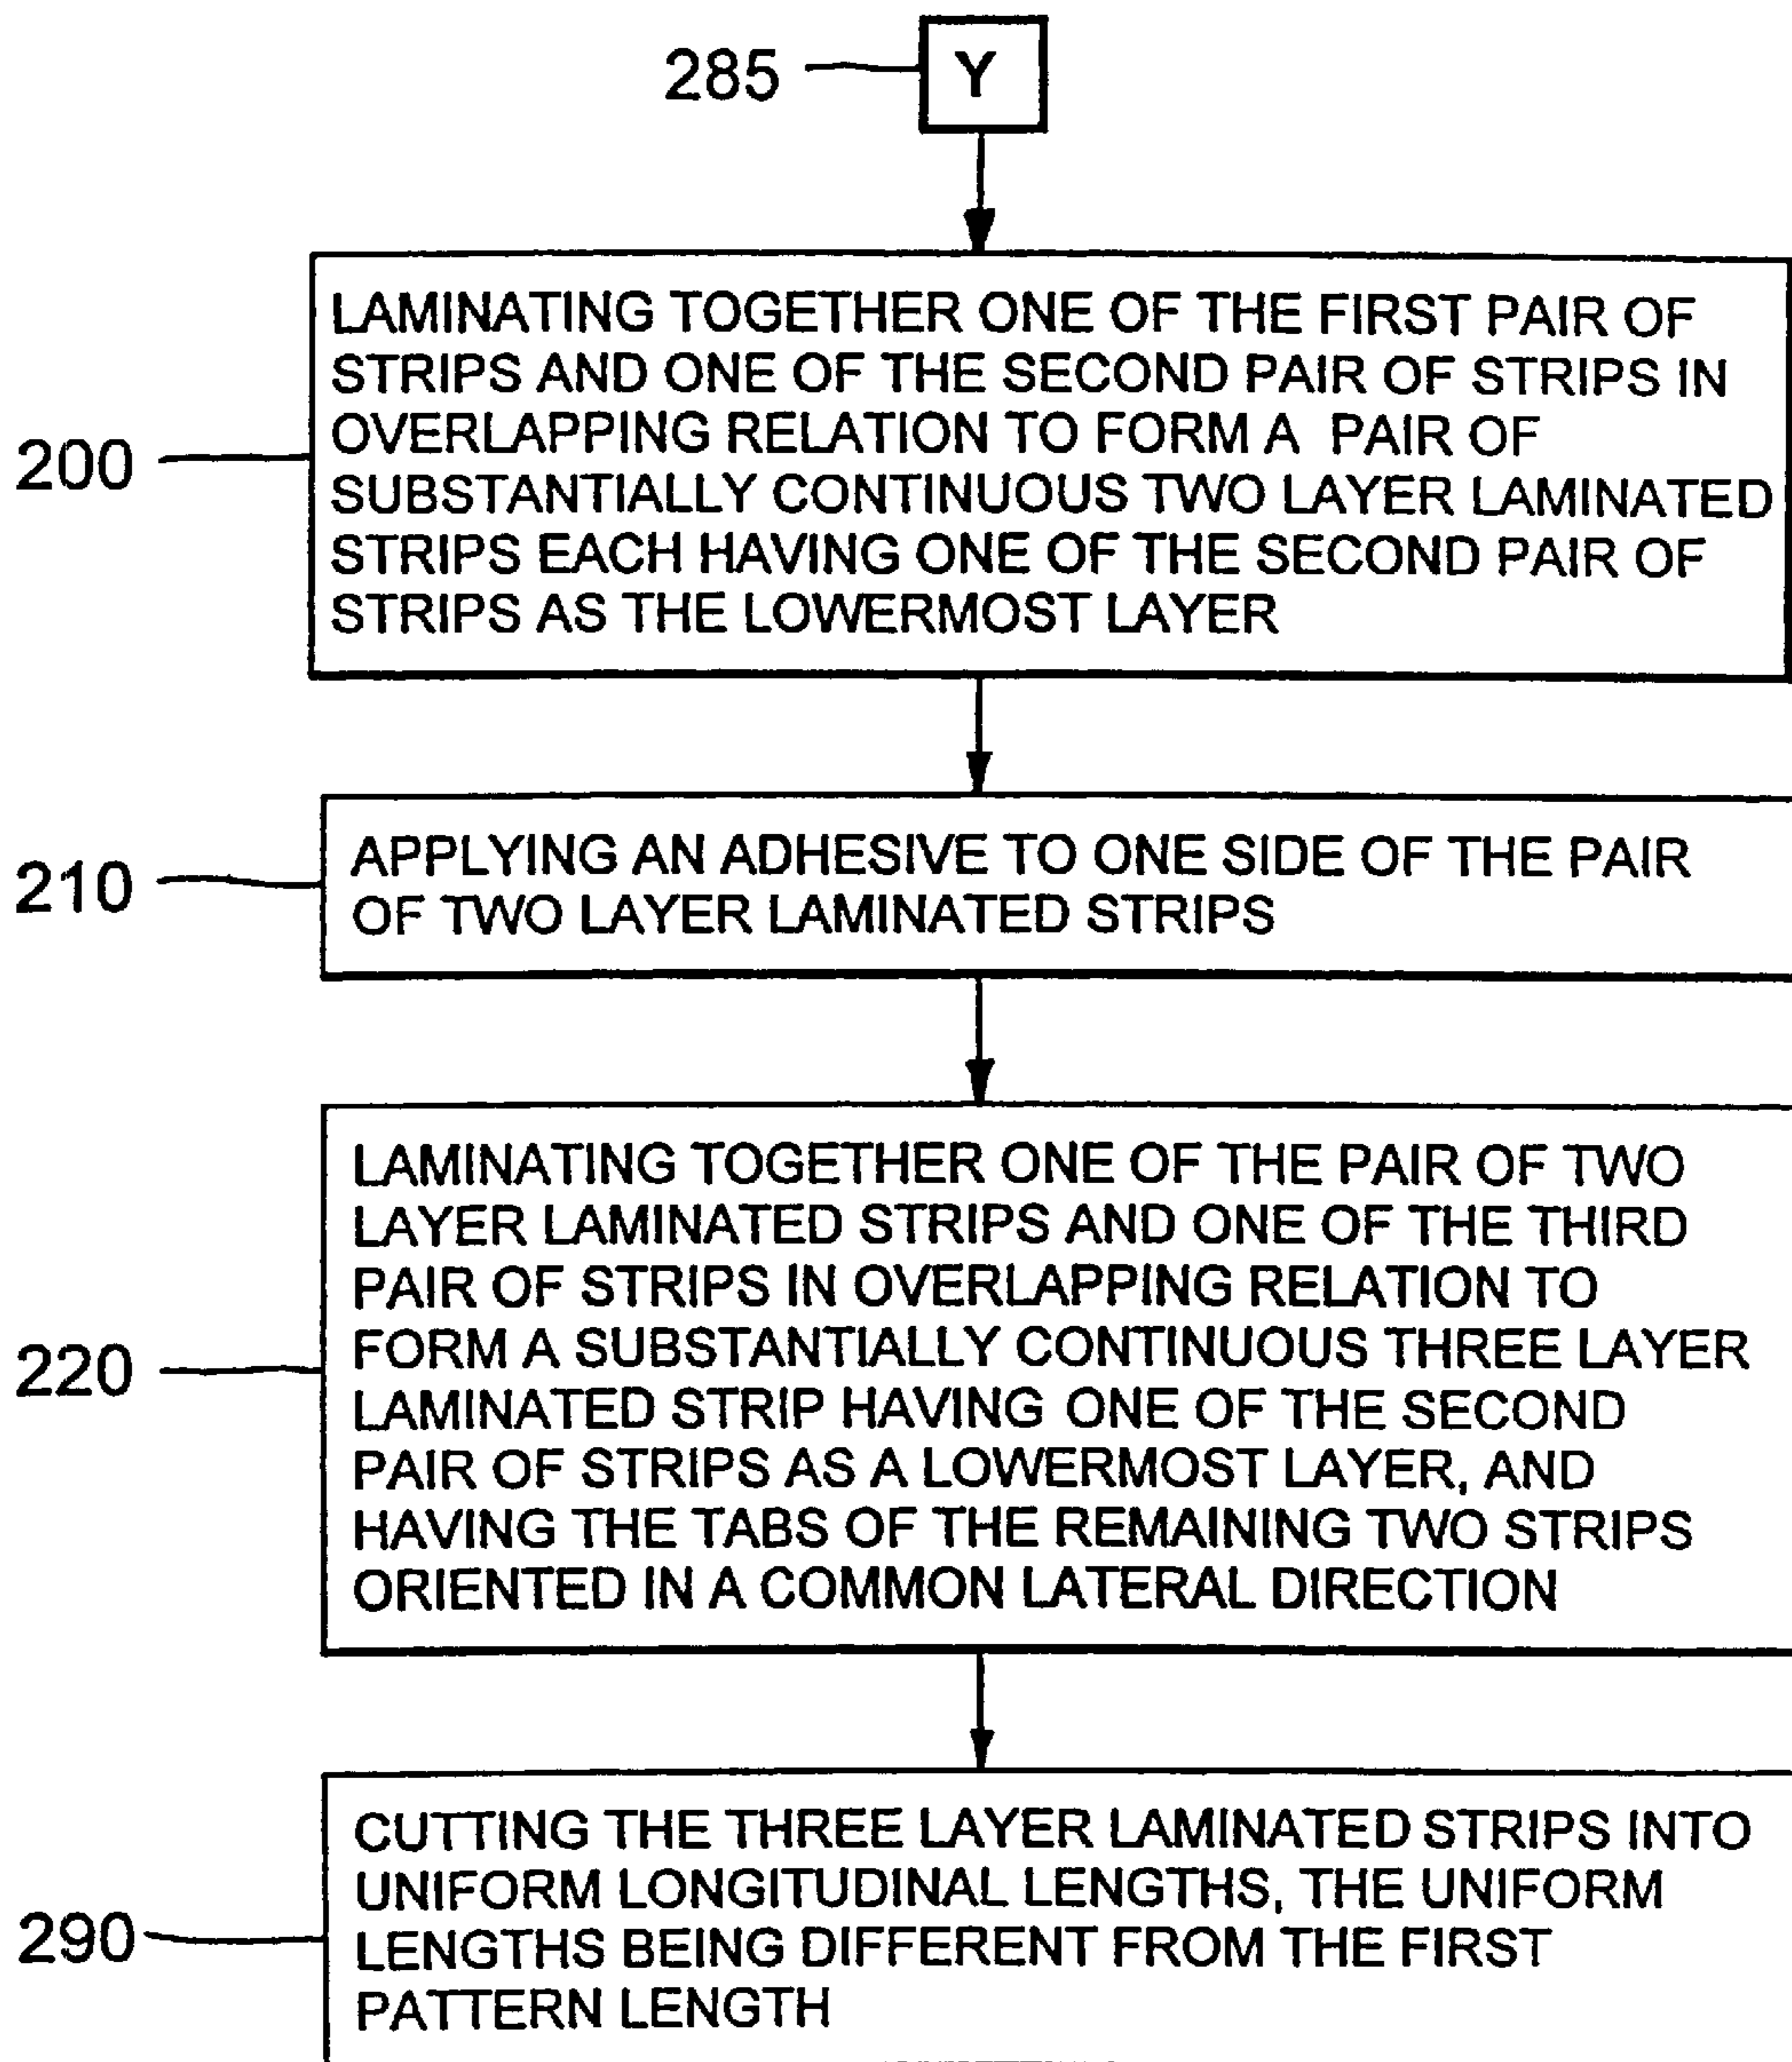 285
Y
200
LAMINATING TOGETHER ONE OF THE FIRST PAIR OF
STRIPS AND ONE OF THE SECOND PAIR OF STRIPS IN
OVERLAPPING RELATION TO FORM A PAIR OF
SUBSTANTIALLY CONTINUOUS TWO LAYER LAMINATED
STRIPS EACH HAVING ONE OF THE SECOND PAIR OF
STRIPS AS THE LOWERMOST LAYER
210
APPLYING AN ADHESIVE TO ONE SIDE OF THE PAIR
OF TWO LAYER LAMINATED STRIPS
220
LAMINATING TOGETHER ONE OF THE PAIR OF TWO
LAYER LAMINATED STRIPS AND ONE OF THE THIRD
PAIR OF STRIPS IN OVERLAPPING RELATION TO
FORM A SUBSTANTIALLY CONTINUOUS THREE LAYER
LAMINATED STRIP HAVING ONE OF THE SECOND
PAIR OF STRIPS AS A LOWERMOST LAYER, AND
HAVING THE TABS OF THE REMAINING TWO STRIPS
ORIENTED IN A COMMON LATERAL DIRECTION
290
CUTTING THE THREE LAYER LAMINATED STRIPS INTO
UNIFORM LONGITUDINAL LENGTHS, THE UNIFORM
LENGTHS BEING DIFFERENT FROM THE FIRST
PATTERN LENGTH